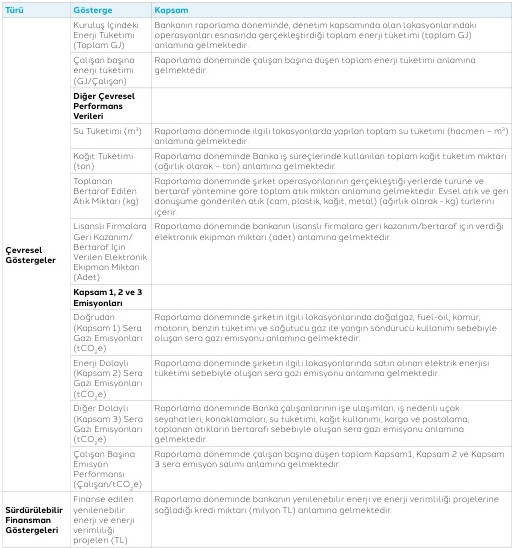 Türü Gösterge Kapsam
Kuruluş İçindeki
Enerji Tüketimi
(Toplam GJ)
Bankanın raporlama döneminde, denetim kapsamında olan lokasyonlarındaki
operasyonları esnasında gerçekleştirdiği toplam enerji tüketimi (toplam GJ)
anlamına gelmektedir.
Çalışan başına
enerji tüketimi
(GJ/Çalışan)
Raporlama döneminde çalışan başına düşen toplam enerji tüketimi anlamına
gelmektedir.
Diğer Çevresel
Performans
Verileri
Su Tüketimi (m³)
Raporlama döneminde ilgili lokasyonlarda yapılan toplam su tüketimi (hacmen – m³)
anlamına gelmektedir.
Kağıt Tüketimi
(ton)
Raporlama döneminde Banka iş süreçlerinde kullanılan toplam kağıt tüketim miktarı
(ağırlık olarak – ton) anlamına gelmektedir.
Toplanan
Bertaraf Edilen
Atık Miktarı (kg)
Raporlama döneminde şirket operasyonlarının gerçekleştiği yerlerde türüne ve
bertaraf yöntemine göre toplam atık miktarı anlamına gelmektedir. Evsel atık ve geri
dönüşüme gönderilen atık (cam, plastik, kağıt, metal) (ağırlık olarak - kg) türlerini
içerir.
Lisanslı Firmalara
Geri Kazanım/
Bertaraf İçin
Verilen Elektronik
Ekipman Miktarı
(Adet)
Raporlama döneminde bankanın lisanslı firmalara geri kazanım/bertaraf için verdiği
elektronik ekipman miktarı (adet) anlamına gelmektedir.
Çevresel
Göstergeler
Kapsam 1, 2 ve 3
Emisyonları
Doğrudan
(Kapsam 1) Sera
Gazı Emisyonları
(tCO₂e)
Raporlama döneminde şirketin ilgili lokasyonlarında doğalgaz, fuel-oil, kömür,
motorin, benzin tüketimi ve soğutucu gaz ile yangın söndürücü kullanımı sebebiyle
oluşan sera gazı emisyonu anlamına gelmektedir.
Enerji Dolaylı
(Kapsam 2) Sera
Gazı Emisyonları
(tCO₂e)
Raporlama döneminde şirketin ilgili lokasyonlarında satın alınan elektrik enerjisi
tüketimi sebebiyle oluşan sera gazı emisyonu anlamına gelmektedir.
Diğer Dolaylı
(Kapsam 3) Sera
Gazı Emisyonları
(tCO₂e)
Raporlama döneminde Banka çalışanlarının işe ulaşımları, iş nedenli uçak
seyahatleri, konaklamaları, su tüketimi, kağıt kullanımı, kargo ve postalama,
toplanan atıkların bertarafı sebebiyle oluşan sera gazı emisyonu anlamına
gelmektedir.
Çalışan Başına
Emisyon
Performansı
(Çalışan/tCO₂e)
Raporlama döneminde çalışan başına düşen toplam Kapsam1, Kapsam 2 ve Kapsam
3 sera emisyon salımı anlamına gelmektedir.
Sürdürülebilir
Finansman
Göstergeleri
Finanse edilen
yenilenebilir
enerji ve enerji
verimliliği
projeleri (TL)
Raporlama döneminde bankanın yenilenebilir enerji ve enerji verimliliği projelerine
sağladığı kredi miktarı (milyon TL) anlamına gelmektedir.